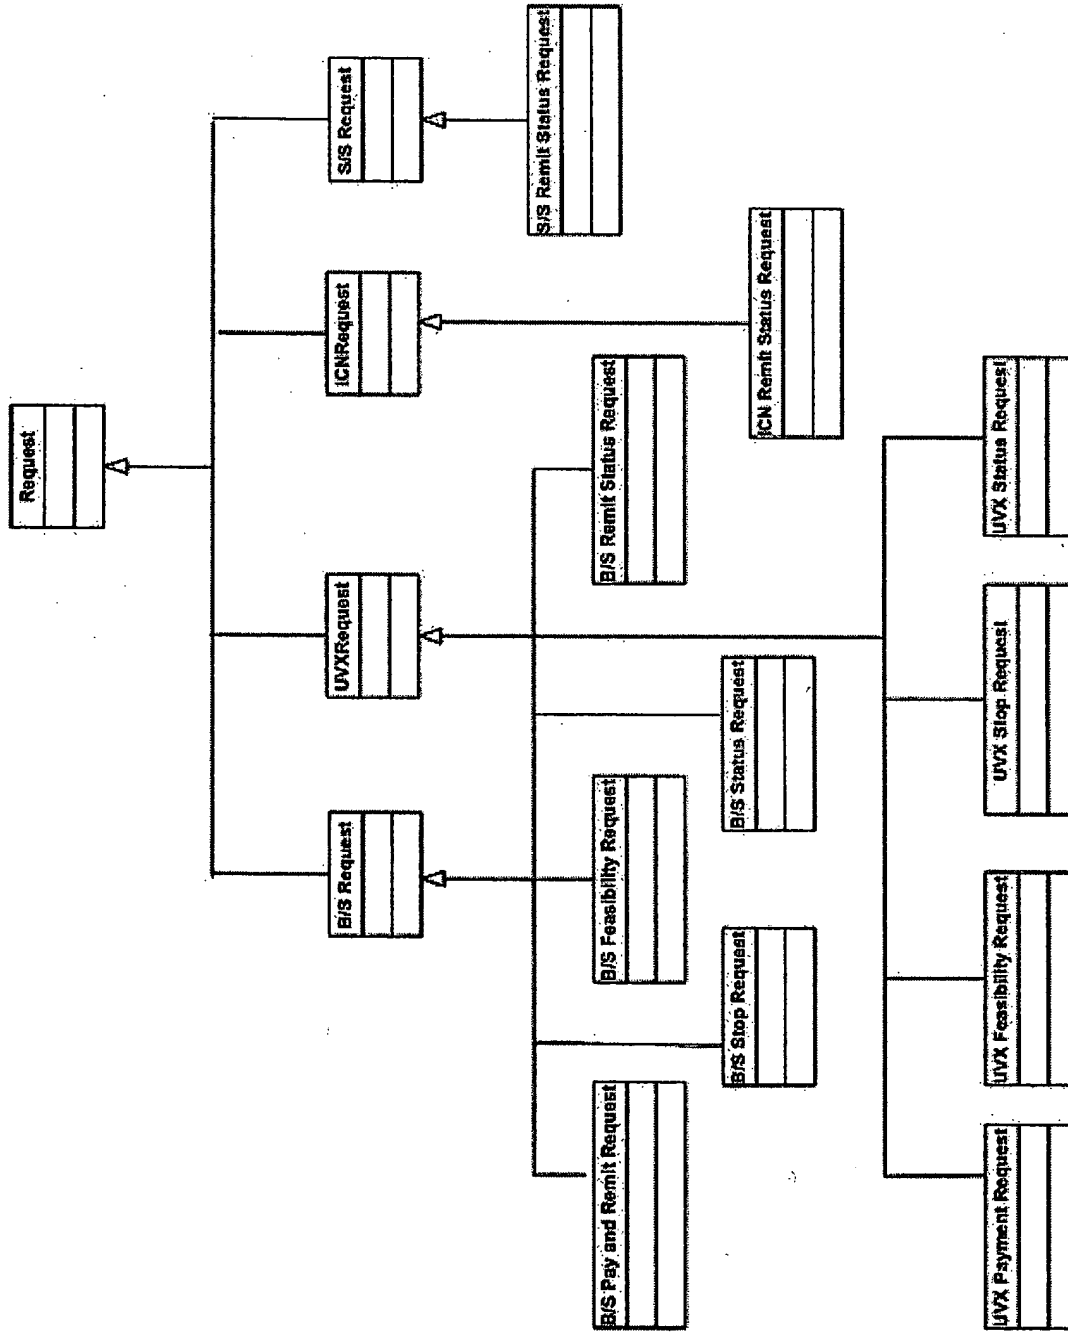 Request
B/S Request
UVXRequest
ICNRequest
S/S Request
S/S Remit Status Request
B/S Pay and Remit Request
B/S Feasibility Request
B/S Remit Status Request
B/S Stop Request
B/S Status Request
ICN Remit Status Request
UVX Payment Request
UVX Feasibility Request
UVX Stop Request
UVX Status Request